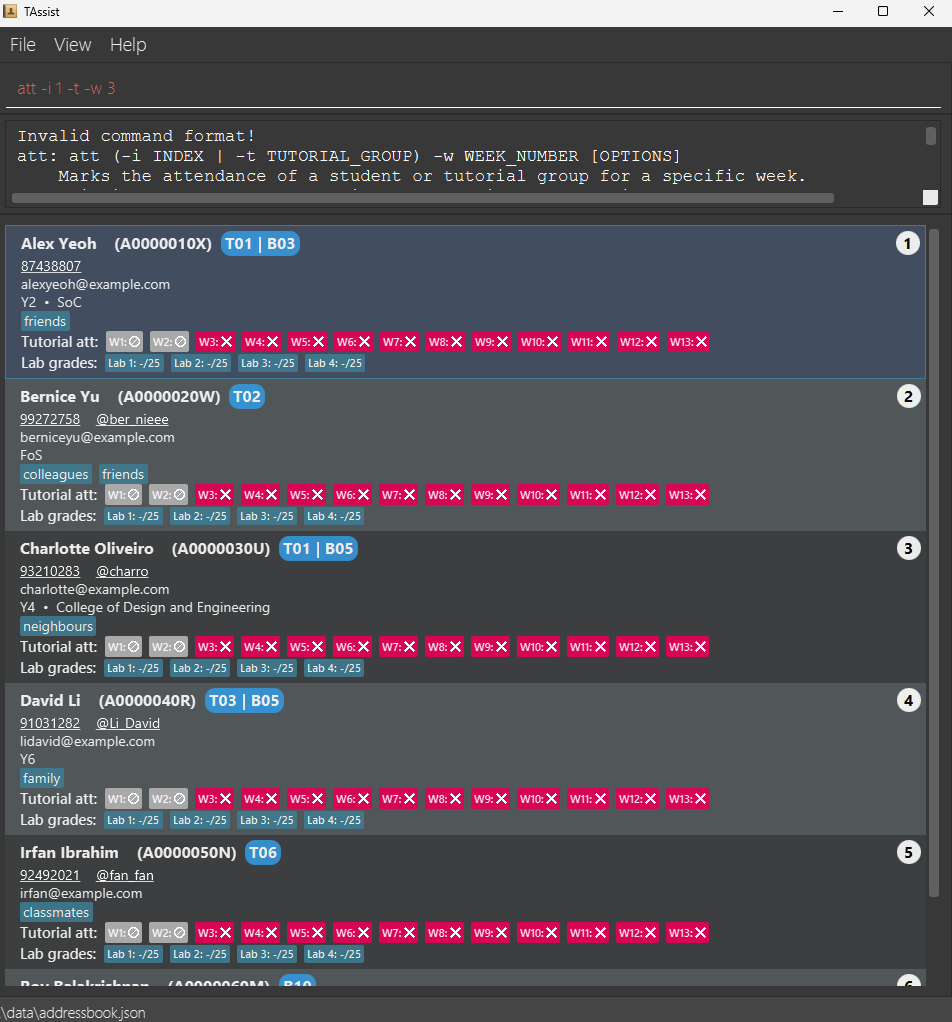 TAssist
File View Help
att -i 1 -t -w 3
Invalid command format!
att: att (-i INDEX | -t TUTORIAL_GROUP) -w WEEK_NUMBER [OPTIONS]
Marks the attendance of a student or tutorial group for a specific week.
Alex Yeoh (A0000010X) T01 | B03 1
87438807
alexyeoh@example.com
Y2 • SoC
friends
Tutorial att: W1: W2: W3: W4: W5: W6: W7: W8: W9: W10: W11: W12: W13:
Lab grades: Lab 1: -/25 Lab 2: -/25 Lab 3: -/25 Lab 4: -/25
Bernice Yu (A0000020W) T02 2
99272758 @ber_nieee
berniceyu@example.com
FoS
colleagues friends
Tutorial att: W1: W2: W3: W4: W5: W6: W7: W8: W9: W10: W11: W12: W13:
Lab grades: Lab 1: -/25 Lab 2: -/25 Lab 3: -/25 Lab 4: -/25
Charlotte Oliveiro (A0000030U) T01 | B05 3
93210283 @charro
charlotte@example.com
Y4 • College of Design and Engineering
neighbours
Tutorial att: W1: W2: W3: W4: W5: W6: W7: W8: W9: W10: W11: W12: W13:
Lab grades: Lab 1: -/25 Lab 2: -/25 Lab 3: -/25 Lab 4: -/25
David Li (A0000040R) T03 | B05 4
91031282 @Li_David
lidavid@example.com
Y6
family
Tutorial att: W1: W2: W3: W4: W5: W6: W7: W8: W9: W10: W11: W12: W13:
Lab grades: Lab 1: -/25 Lab 2: -/25 Lab 3: -/25 Lab 4: -/25
Irfan Ibrahim (A0000050N) T06 5
92492021 @fan_fan
irfan@example.com
classmates
Tutorial att: W1: W2: W3: W4: W5: W6: W7: W8: W9: W10: W11: W12: W13:
Lab grades: Lab 1: -/25 Lab 2: -/25 Lab 3: -/25 Lab 4: -/25
Roy Balakrishnan (A0000060M) B10 6
.\data\addressbook.json